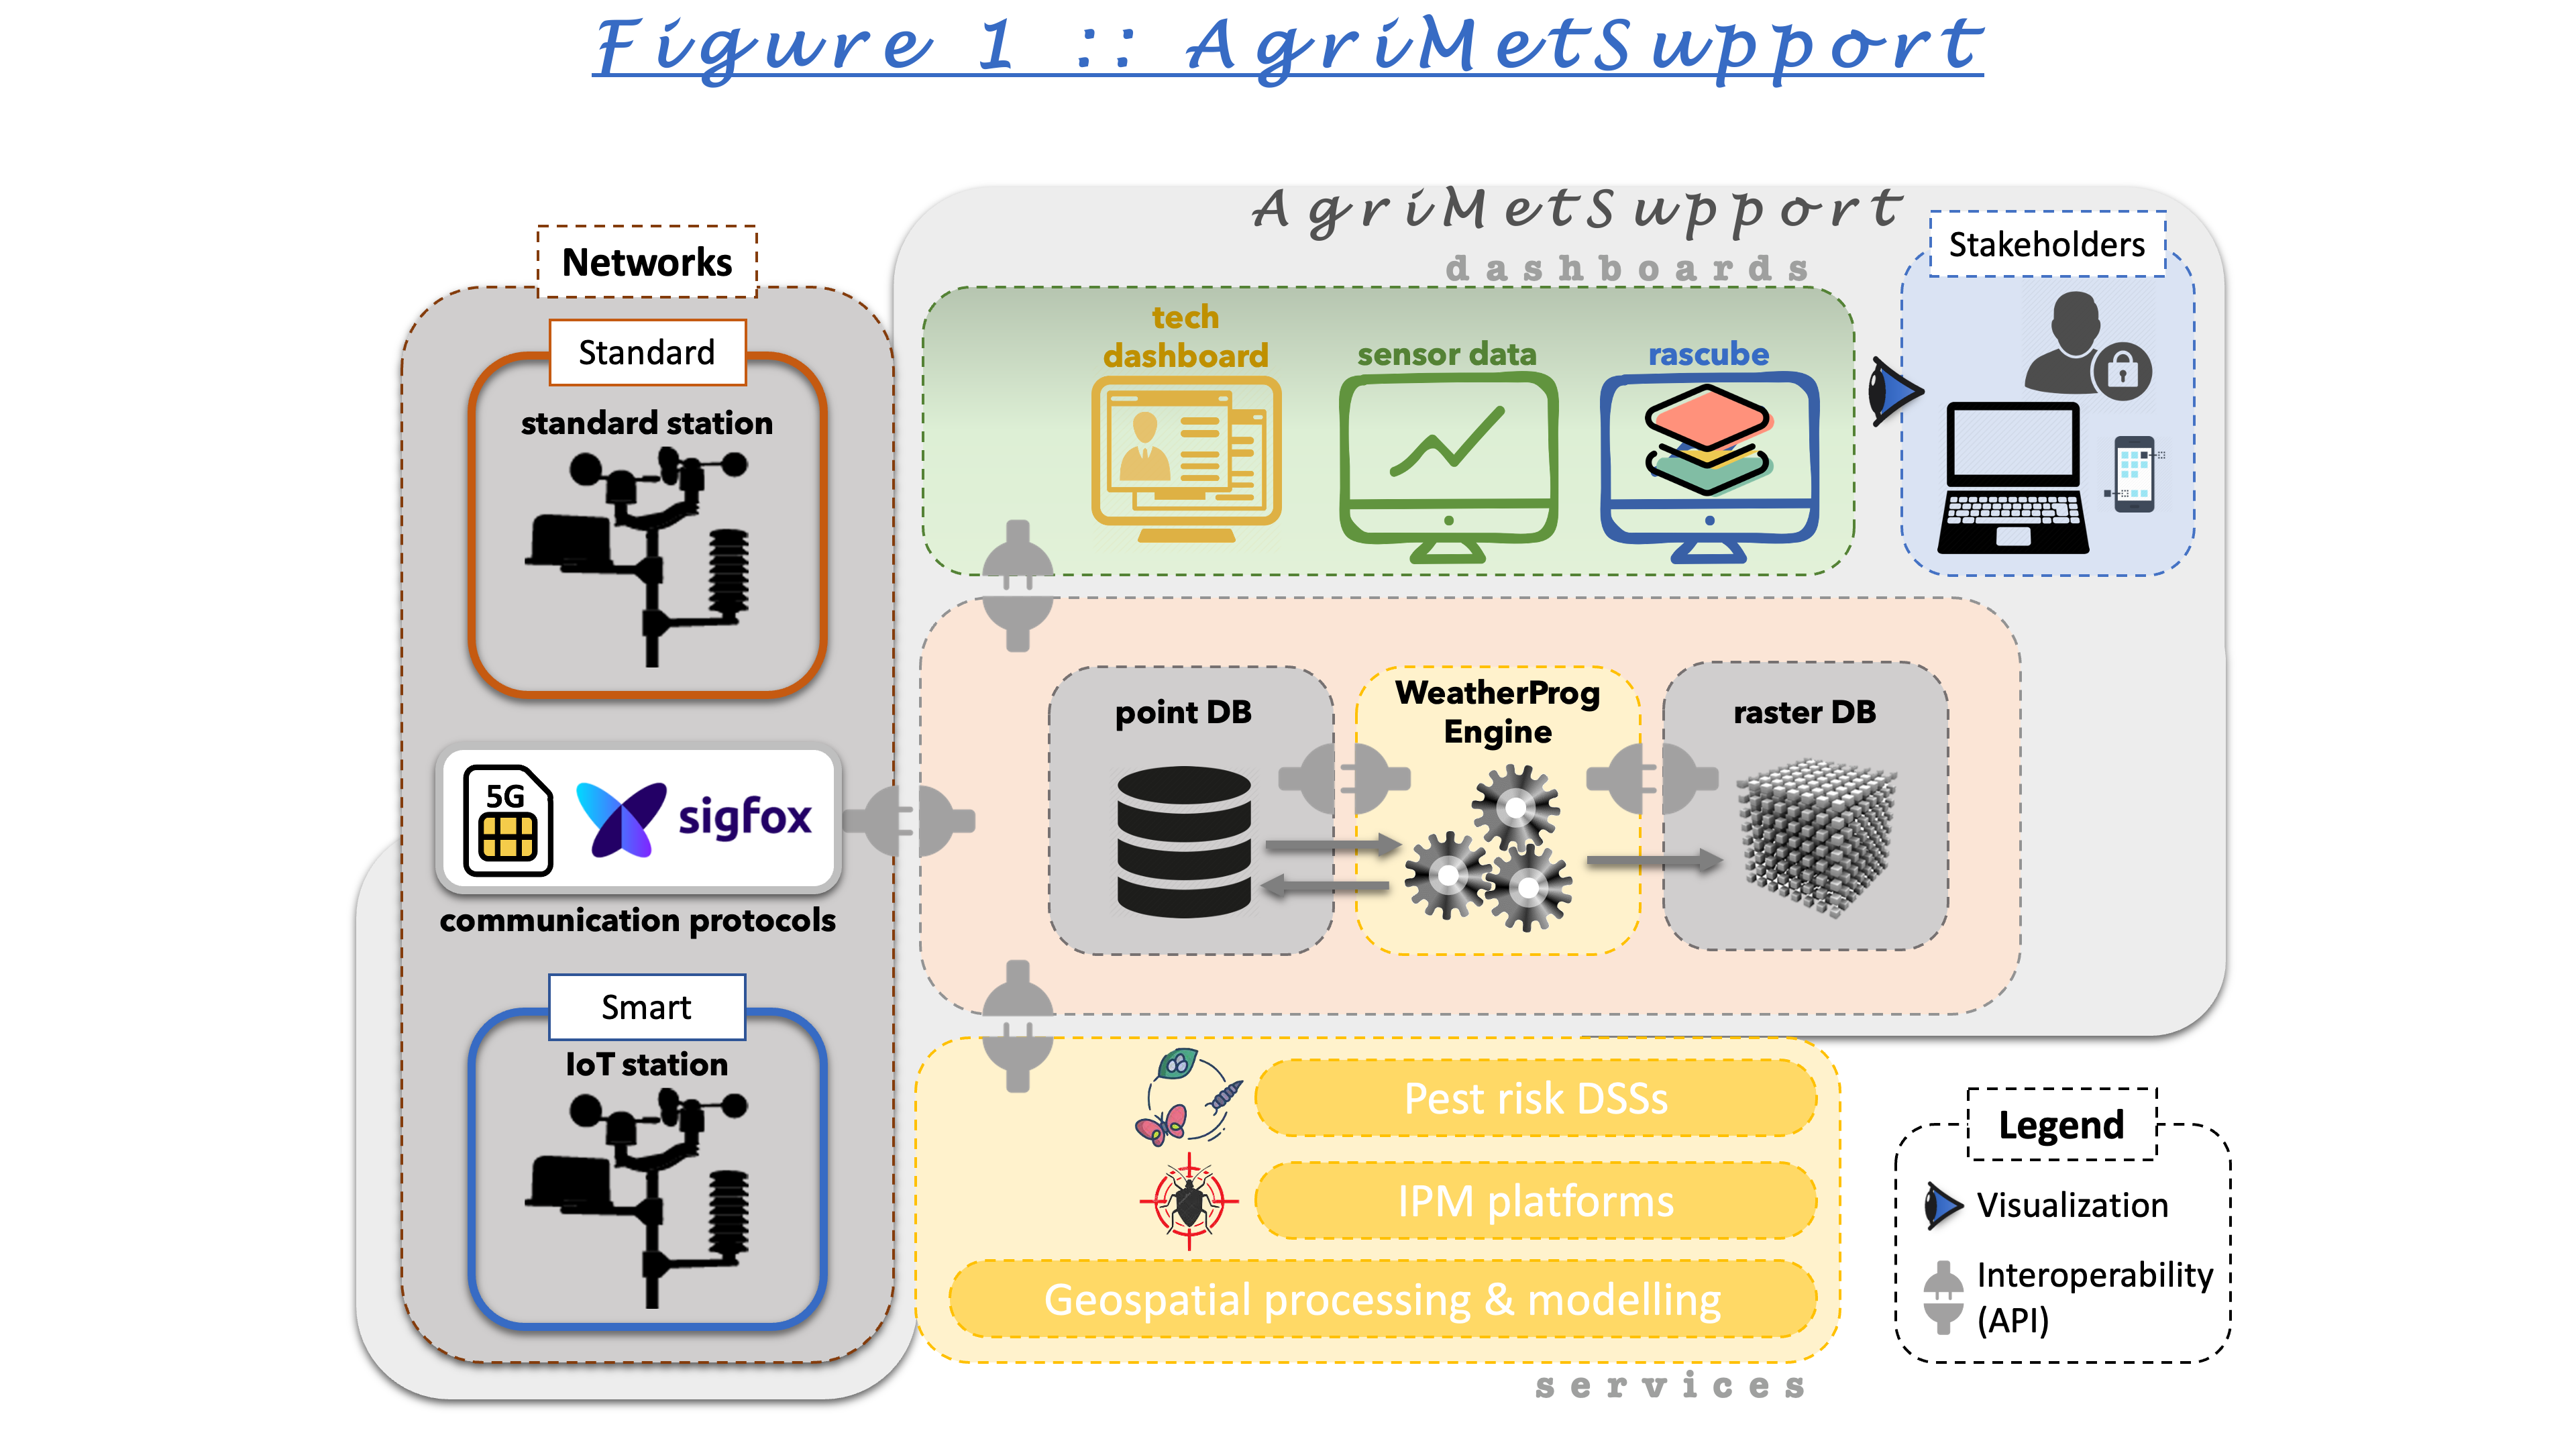 Figure 1 :: AgriMetSupport
AgriMetSupport
dashboards
Networks
Standard
standard station
5G
sigfox
communication protocols
Smart
IoT station
tech
dashboard
sensor data
rascube
Stakeholders
point DB
WeatherProg
Engine
raster DB
Pest risk DSSs
IPM platforms
Geospatial processing & modelling
services
Legend
Visualization
Interoperability
(API)